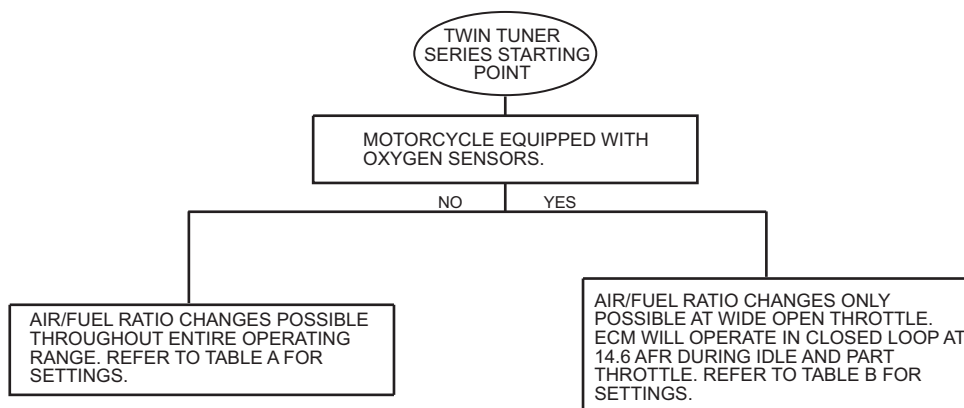 TWIN TUNER
SERIES STARTING
POINT
MOTORCYCLE EQUIPPED WITH
OXYGEN SENSORS.
NO
YES
AIR/FUEL RATIO CHANGES POSSIBLE
THROUGHOUT ENTIRE OPERATING
RANGE. REFER TO TABLE A FOR
SETTINGS.
AIR/FUEL RATIO CHANGES ONLY
POSSIBLE AT WIDE OPEN THROTTLE.
ECM WILL OPERATE IN CLOSED LOOP AT
14.6 AFR DURING IDLE AND PART
THROTTLE. REFER TO TABLE B FOR
SETTINGS.